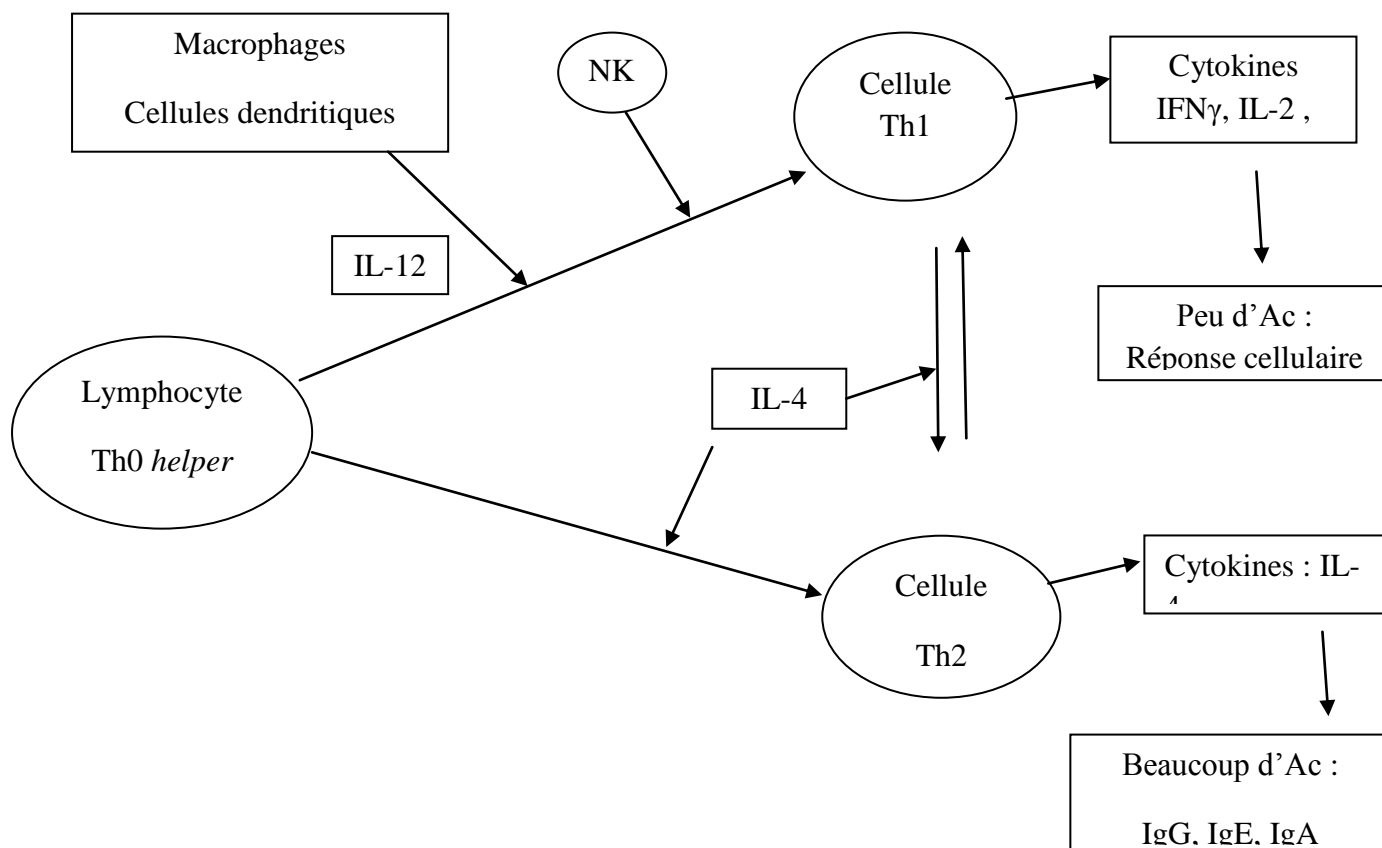 Macrophages
Cellules dendritiques
NK
Cellule
Th1
Cytokines
IFNγ, IL-2 ,
IL-12
Peu d’Ac :
Réponse cellulaire
Lymphocyte
Th0 helper
IL-4
Cellule
Th2
Cytokines : IL-
Beaucoup d’Ac :
IgG, IgE, IgA